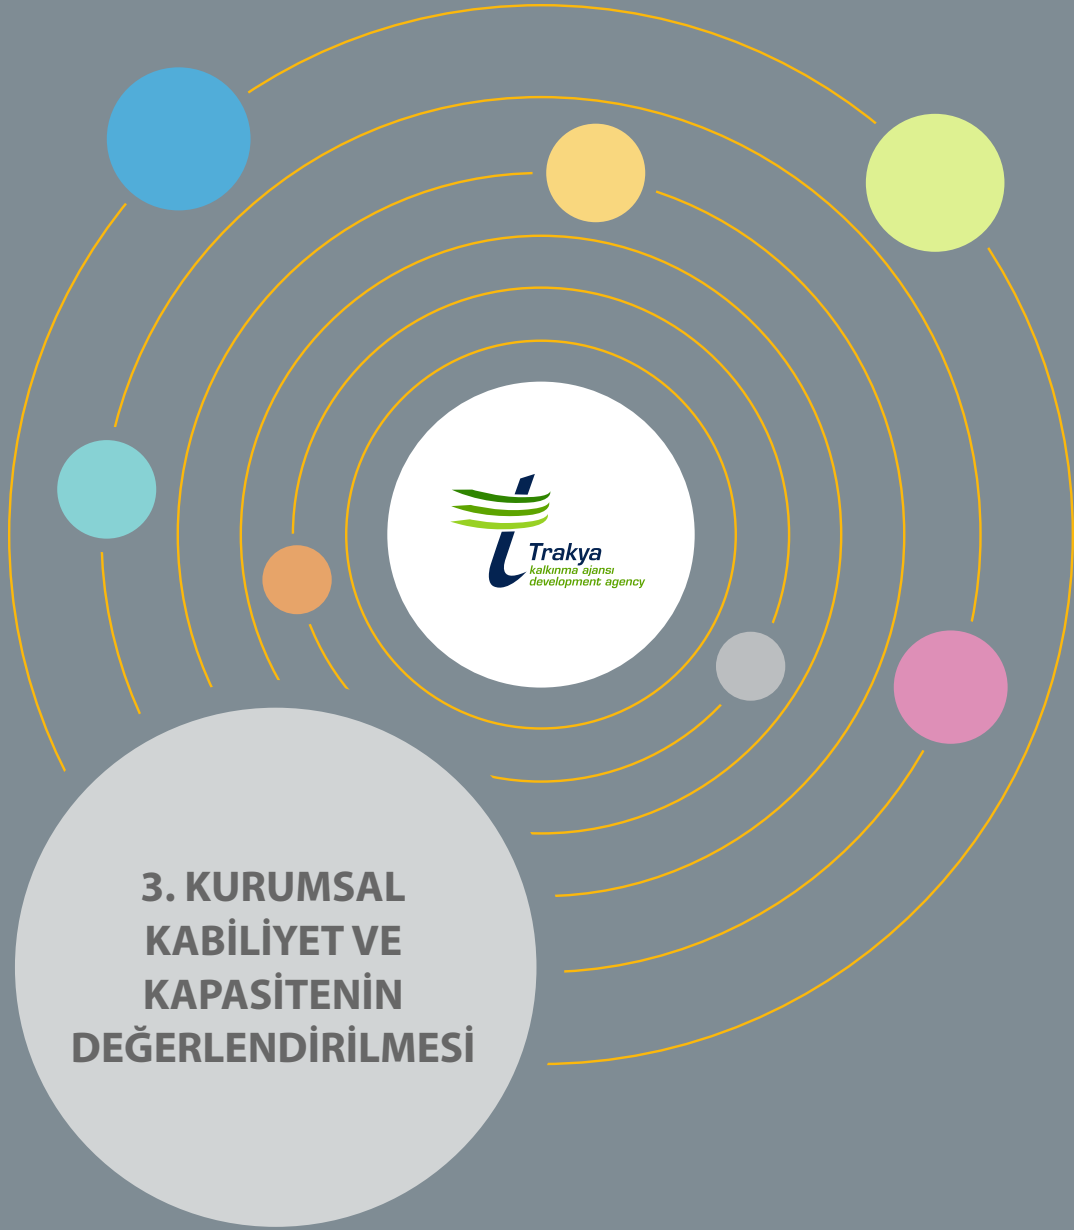 Trakya
kalkınma ajansı
development agency
3. KURUMSAL
KABİLİYET VE
KAPASİTENİN
DEĞERLENDİRİLMESİ